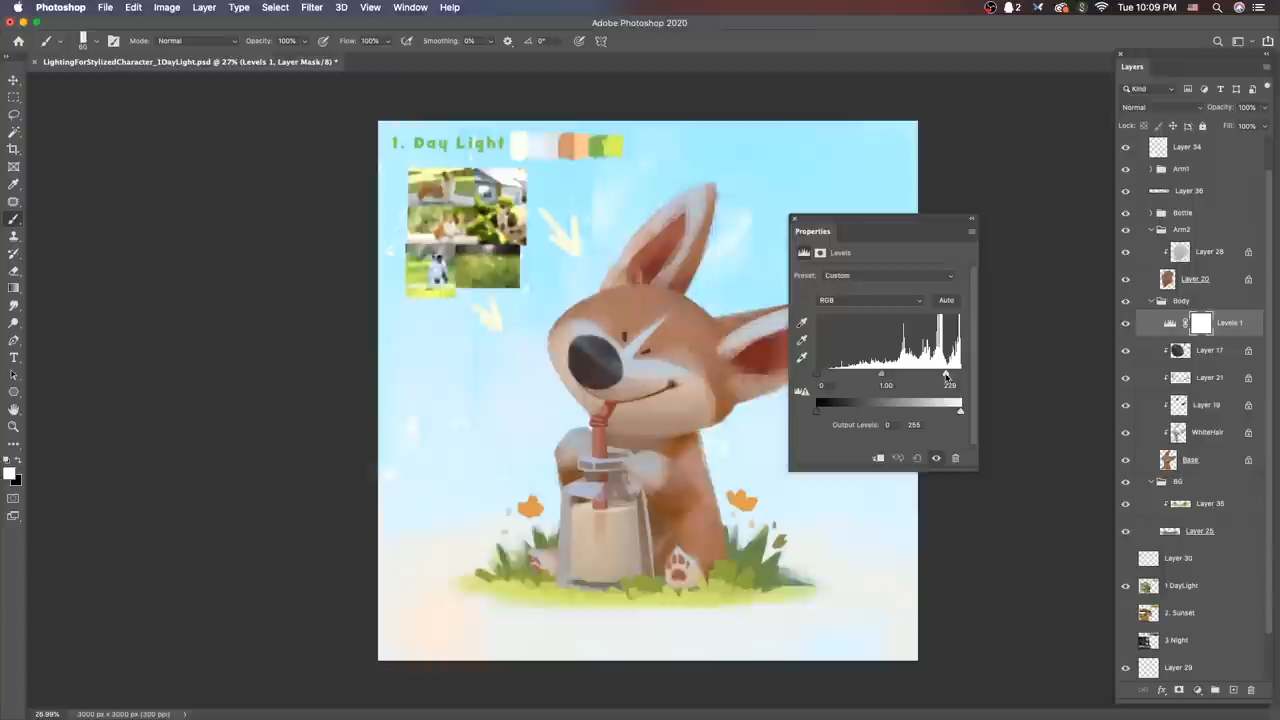 Photoshop File Edit Image Layer Type Select Filter 3D View Window Help
2 Tue 10:09 PM
Adobe Photoshop 2020
60 Mode: Normal Opacity: 100% Flow: 100% Smoothing: 0% 0°
LightingForStylizedCharacter_1DayLight.psd @ 27% (Levels 1, Layer Mask/8) *
1. Day Light
Properties
Levels
Preset: Custom
RGB Auto
0 1.00 229
Output Levels: 0 255
Layers
Kind
Normal Opacity: 100%
Lock: Fill: 100%
Layer 34
Arm1
Layer 36
Bottle
Arm2
Layer 28
Layer 20
Body
Levels 1
Layer 17
Layer 21
Layer 19
WhiteHair
Base
BG
Layer 35
Layer 25
Layer 30
1 DayLight
2. Sunset
3 Night
Layer 29
26.99% 3000 px x 3000 px (300 ppi)